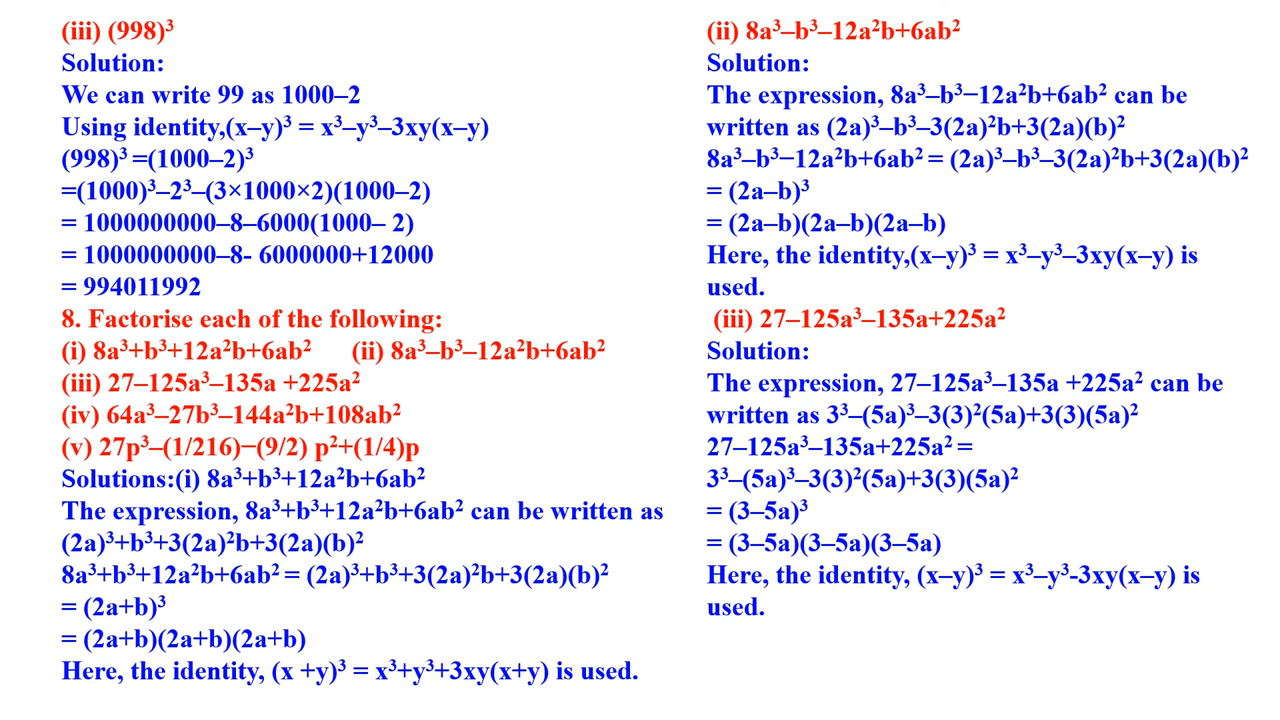 (iii) (998)³
Solution:
We can write 99 as 1000–2
Using identity,(x–y)³ = x³–y³–3xy(x–y)
(998)³ =(1000–2)³
=(1000)³–2³–(3×1000×2)(1000–2)
= 1000000000–8–6000(1000– 2)
= 1000000000–8- 6000000+12000
= 994011992
8. Factorise each of the following:
(i) 8a³+b³+12a²b+6ab² (ii) 8a³–b³–12a²b+6ab²
(iii) 27–125a³–135a +225a²
(iv) 64a³–27b³–144a²b+108ab²
(v) 27p³–(1/216)−(9/2) p²+(1/4)p
Solutions:(i) 8a³+b³+12a²b+6ab²
The expression, 8a³+b³+12a²b+6ab² can be written as
(2a)³+b³+3(2a)²b+3(2a)(b)²
8a³+b³+12a²b+6ab² = (2a)³+b³+3(2a)²b+3(2a)(b)²
= (2a+b)³
= (2a+b)(2a+b)(2a+b)
Here, the identity, (x +y)³ = x³+y³+3xy(x+y) is used.
(ii) 8a³–b³–12a²b+6ab²
Solution:
The expression, 8a³–b³−12a²b+6ab² can be
written as (2a)³–b³–3(2a)²b+3(2a)(b)²
8a³–b³−12a²b+6ab² = (2a)³–b³–3(2a)²b+3(2a)(b)²
= (2a–b)³
= (2a–b)(2a–b)(2a–b)
Here, the identity,(x–y)³ = x³–y³–3xy(x–y) is
used.
(iii) 27–125a³–135a+225a²
Solution:
The expression, 27–125a³–135a +225a² can be
written as 3³–(5a)³–3(3)²(5a)+3(3)(5a)²
27–125a³–135a+225a² =
3³–(5a)³–3(3)²(5a)+3(3)(5a)²
= (3–5a)³
= (3–5a)(3–5a)(3–5a)
Here, the identity, (x–y)³ = x³–y³-3xy(x–y) is
used.